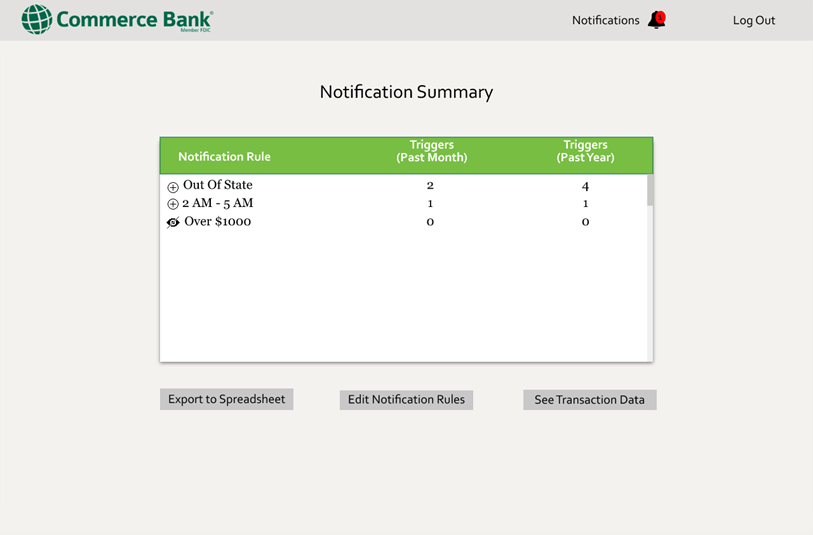 Commerce Bank®
Member FDIC
Notifications 1 Log Out
Notification Summary
Notification Rule Triggers (Past Month) Triggers (Past Year)
Out Of State 2 4
2 AM - 5 AM 1 1
Over $1000 0 0
Export to Spreadsheet Edit Notification Rules See Transaction Data